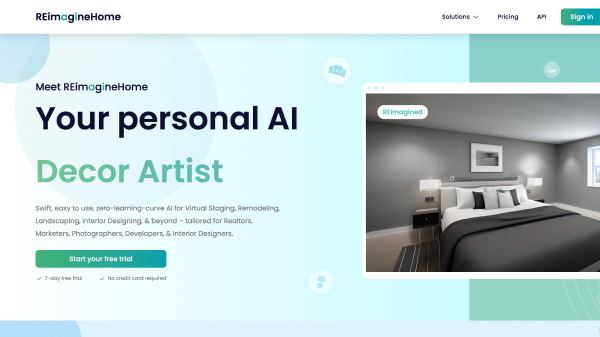 REimagineHome
Solutions
Pricing
API
Sign in
Meet REimagineHome
Your personal AI
Decor Artist
Swift, easy to use, zero-learning-curve AI for Virtual Staging, Remodeling,
Landscaping, Interior Designing, & beyond – tailored for Realtors,
Marketers, Photographers, Developers, & Interior Designers.
Start your free trial
7-day free trial
No credit card required
REimagined